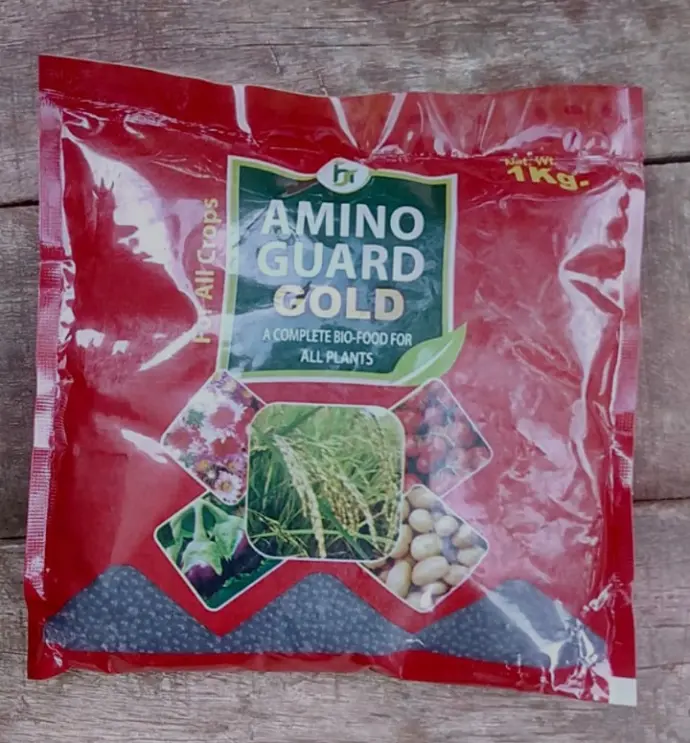 Net. Wt.
1Kg.
For All Crops
AMINO
GUARD
GOLD
A COMPLETE BIO-FOOD FOR
ALL PLANTS